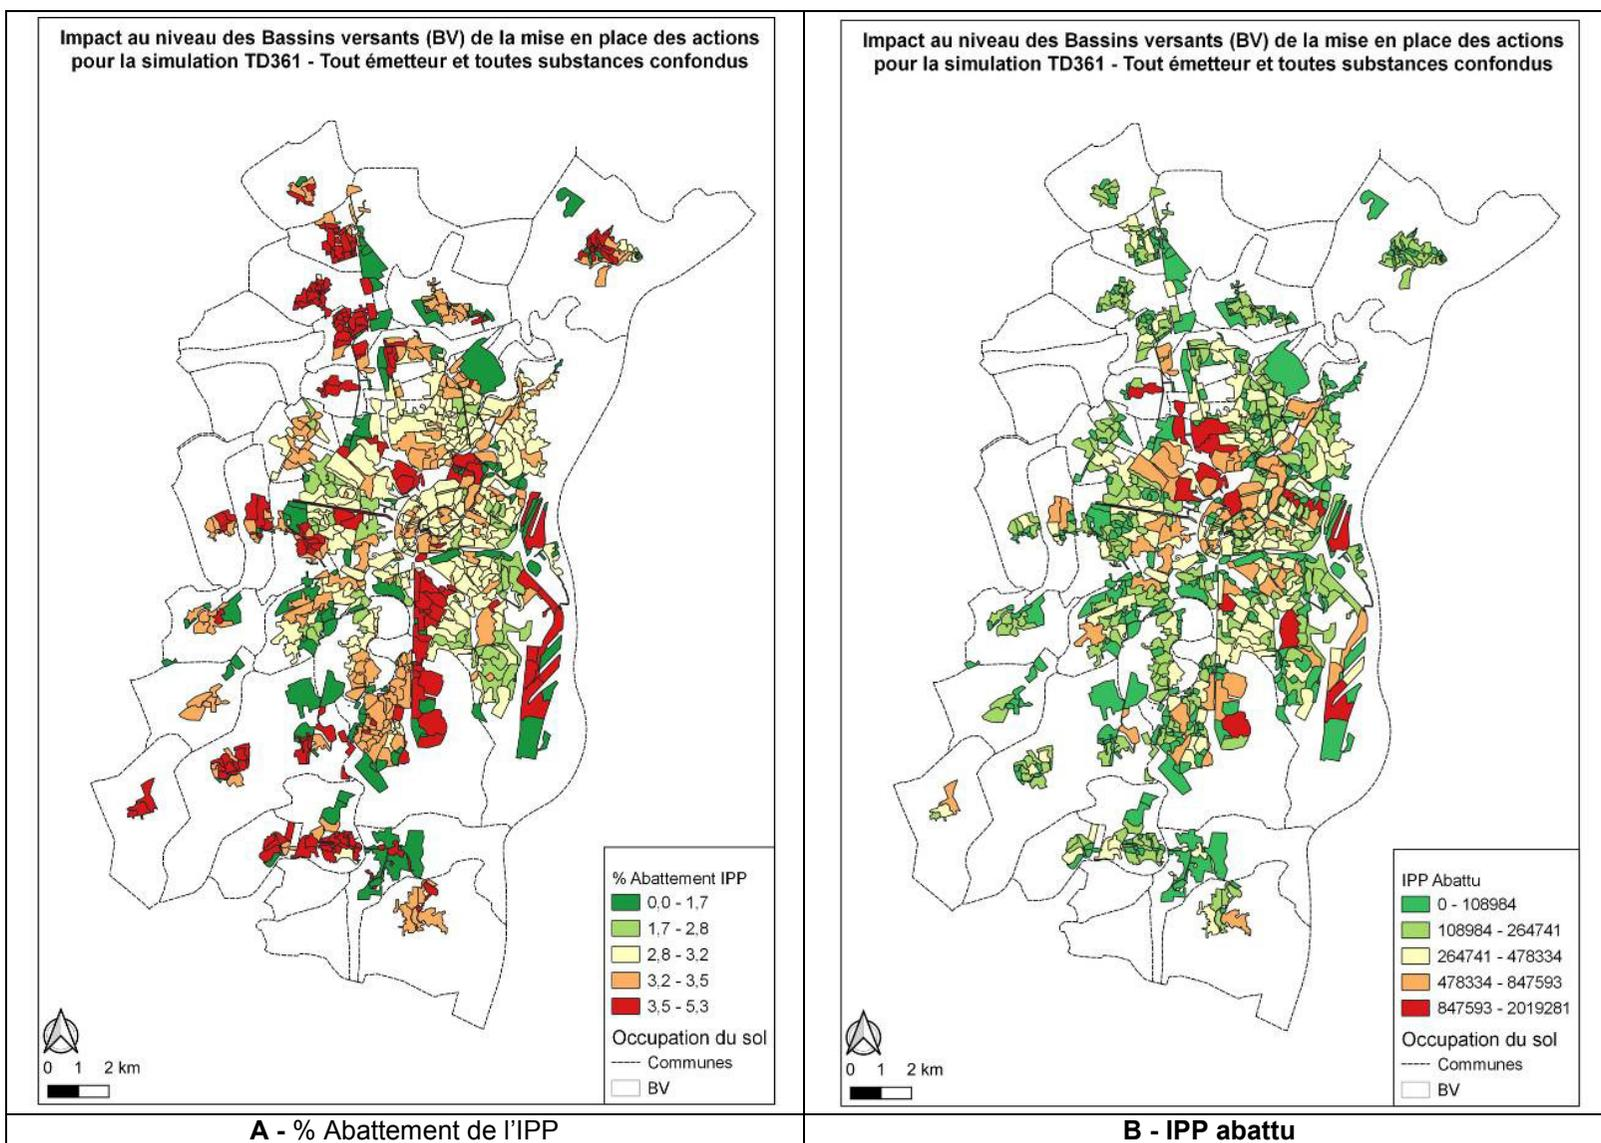 Impact au niveau des Bassins versants (BV) de la mise en place des actions
pour la simulation TD361 - Tout émetteur et toutes substances confondus
% Abattement IPP
0,0 - 1,7
1,7 - 2,8
2,8 - 3,2
3,2 - 3,5
3,5 - 5,3
Occupation du sol
Communes
BV
0 1 2 km
A - % Abattement de l'IPP
Impact au niveau des Bassins versants (BV) de la mise en place des actions
pour la simulation TD361 - Tout émetteur et toutes substances confondus
IPP Abattu
0 - 108984
108984 - 264741
264741 - 478334
478334 - 847593
847593 - 2019281
Occupation du sol
Communes
BV
0 1 2 km
B - IPP abattu